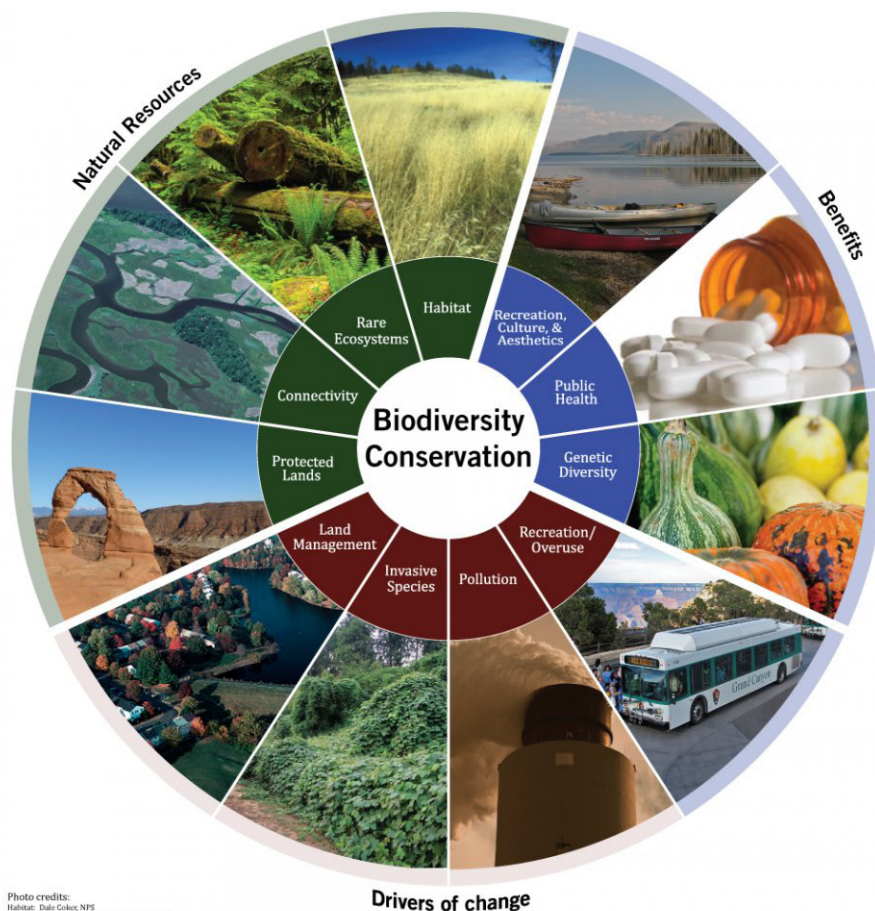 Natural Resources
Benefits
Habitat
Recreation,
Culture, &
Aesthetics
Rare
Ecosystems
Public
Health
Connectivity
Biodiversity
Conservation
Genetic
Diversity
Protected
Lands
Land
Management
Invasive
Species
Pollution
Recreation/
Overuse
Grand Canyon
Drivers of change
Photo credits:
Habitat: Dale Coker, NPS